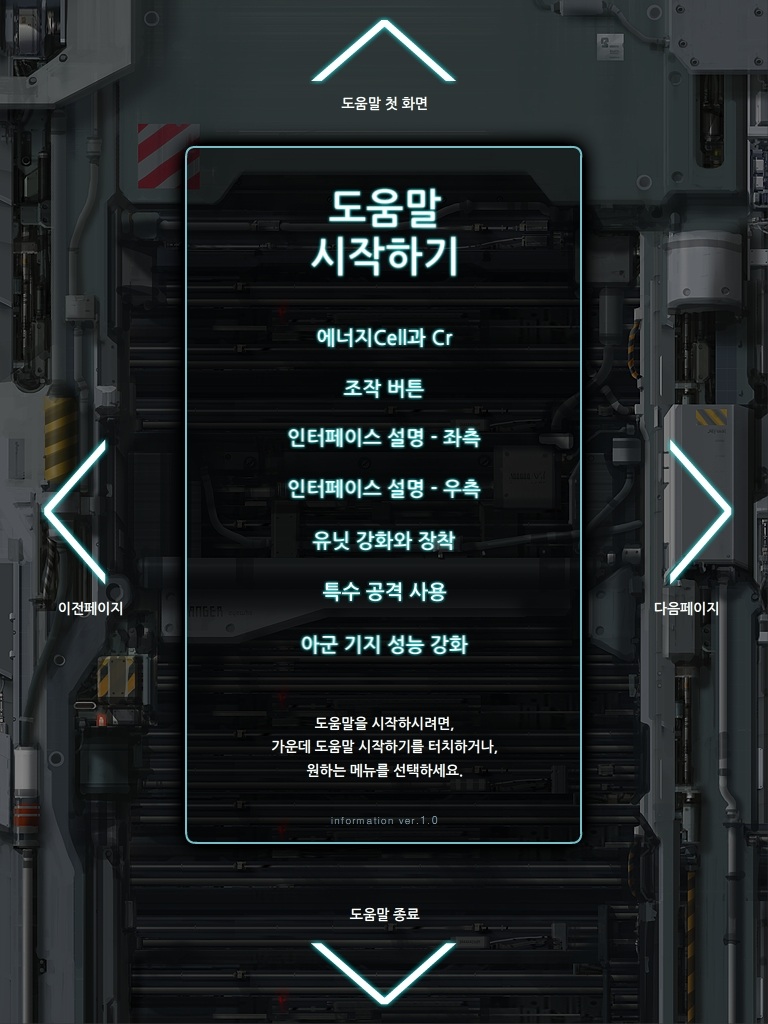 도움말 첫 화면
도움말
시작하기
에너지Cell과 Cr
조작 버튼
인터페이스 설명 - 좌측
인터페이스 설명 - 우측
유닛 강화와 장착
특수 공격 사용
아군 기지 성능 강화
이전페이지
다음페이지
도움말을 시작하시려면,
가운데 도움말 시작하기를 터치하거나,
원하는 메뉴를 선택하세요.
information ver.1.0
도움말 종료